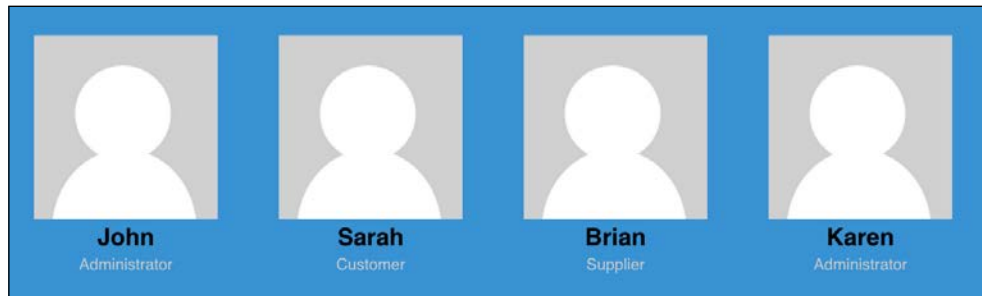 John
Administrator
Sarah
Customer
Brian
Supplier
Karen
Administrator